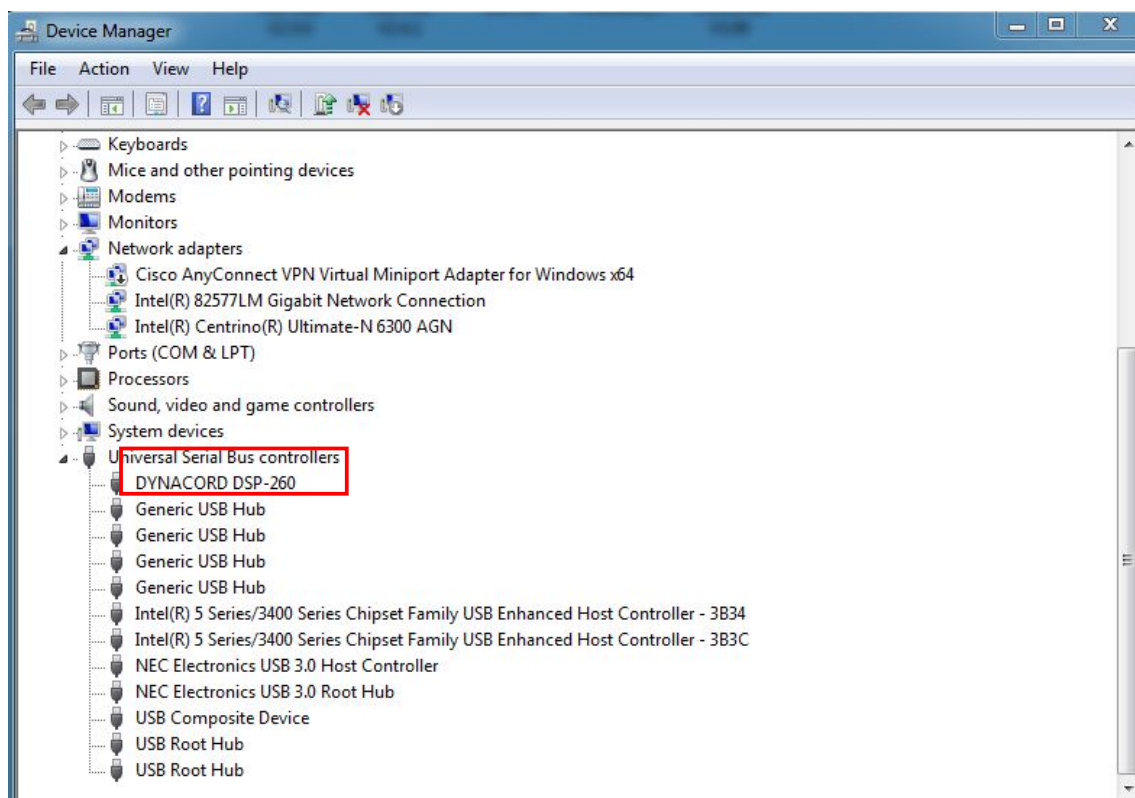 Device Manager
File Action View Help
Keyboards
Mice and other pointing devices
Modems
Monitors
Network adapters
Cisco AnyConnect VPN Virtual Miniport Adapter for Windows x64
Intel(R) 82577LM Gigabit Network Connection
Intel(R) Centrino(R) Ultimate-N 6300 AGN
Ports (COM & LPT)
Processors
Sound, video and game controllers
System devices
Universal Serial Bus controllers
DYNACORD DSP-260
Generic USB Hub
Generic USB Hub
Generic USB Hub
Generic USB Hub
Intel(R) 5 Series/3400 Series Chipset Family USB Enhanced Host Controller - 3B34
Intel(R) 5 Series/3400 Series Chipset Family USB Enhanced Host Controller - 3B3C
NEC Electronics USB 3.0 Host Controller
NEC Electronics USB 3.0 Root Hub
USB Composite Device
USB Root Hub
USB Root Hub